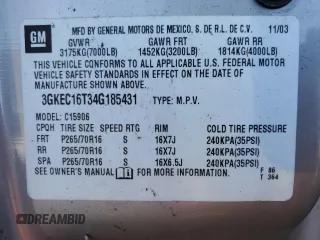 GM
MFD BY GENERAL MOTORS DE MEXICO, S. DE R.L. DE C.V. 11/03
GVWR GAWR FRT GAWR RR
3175KG(7000LB) 1452KG(3200LB) 1814KG(4000LB)
THIS VEHICLE CONFORMS TO ALL APPLICABLE U.S. FEDERAL MOTOR
VEHICLE SAFETY STANDARDS IN EFFECT ON THE DATE OF
MANUFACTURE SHOWN ABOVE.
3GKEC16T34G185431 TYPE: M.P.V.
MODEL: C15906
CPQH TIRE SIZE SPEED RTG RIM COLD TIRE PRESSURE
FRT P265/70R16 S 16X7J 240KPA(35PSI)
RR P265/70R16 S 16X7J 240KPA(35PSI)
SPA P265/70R16 S 16X6.5J 240KPA(35PSI)
SEE OWNER'S MANUAL FOR ADDITIONAL INFORMATION. F 86
T 364
DREAMBID.COM